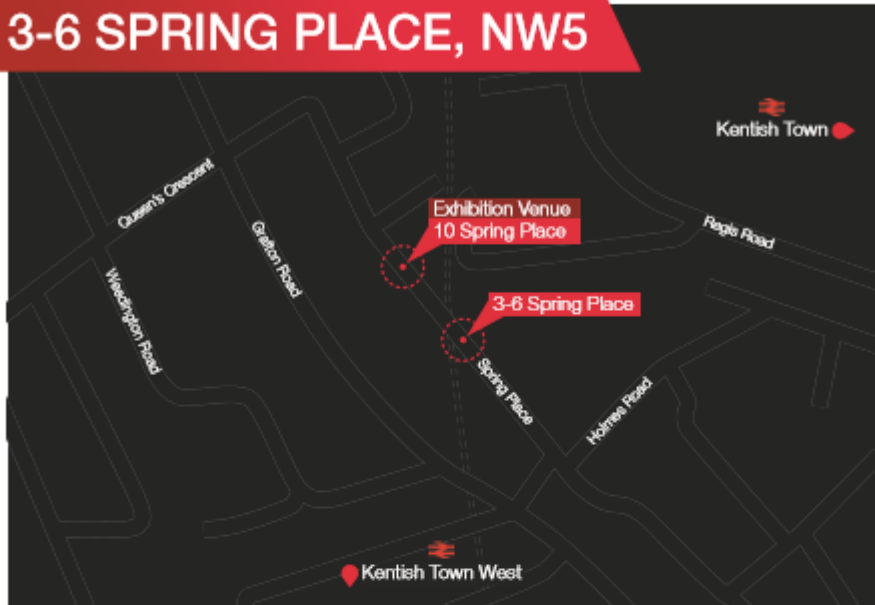 3-6 SPRING PLACE, NW5
Kentish Town
Queen's Crescent
Exhibition Venue
10 Spring Place
Grafton Road
Regis Road
Weedington Road
3-6 Spring Place
Spring Place
Holmes Road
Kentish Town West